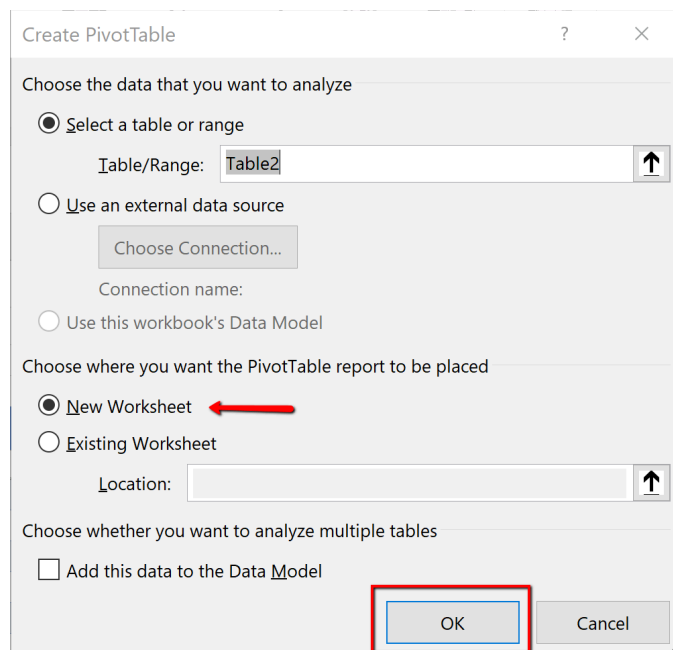 Create PivotTable ?
Choose the data that you want to analyze
Select a table or range
Table/Range: Table2
Use an external data source
Choose Connection...
Connection name:
Use this workbook's Data Model
Choose where you want the PivotTable report to be placed
New Worksheet
Existing Worksheet
Location:
Choose whether you want to analyze multiple tables
Add this data to the Data Model
OK Cancel